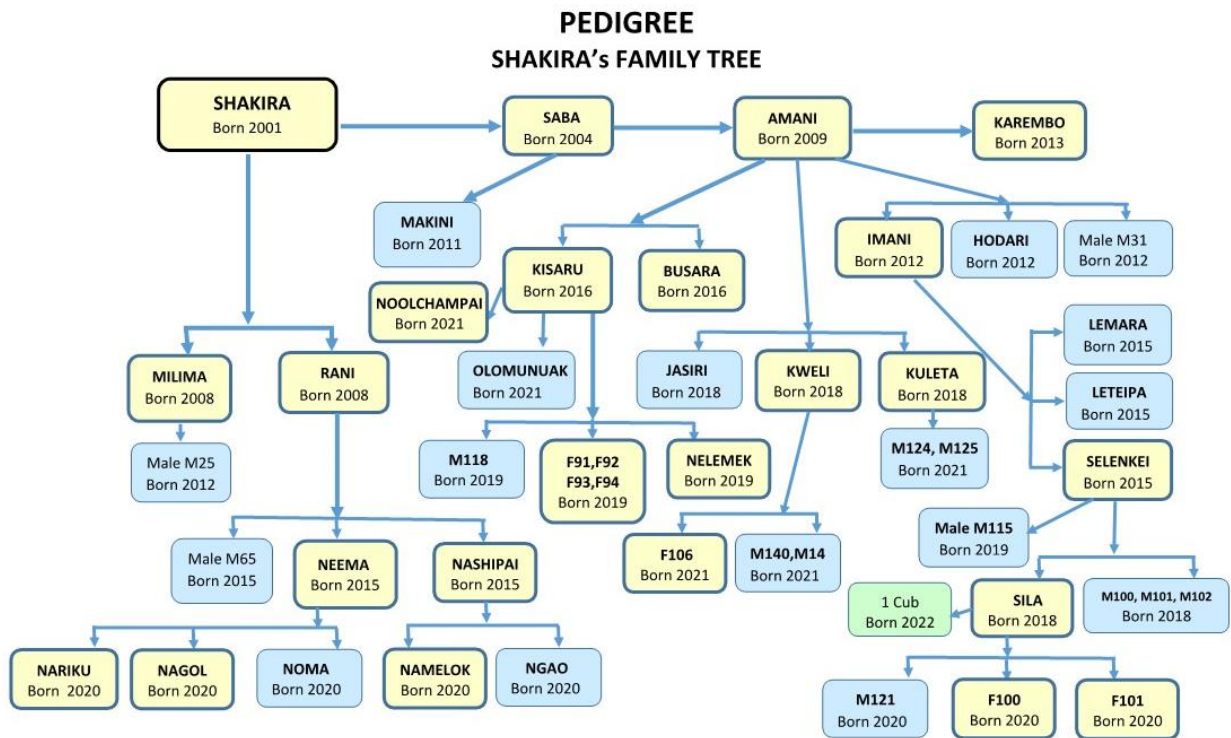 PEDIGREE
SHAKIRA's FAMILY TREE
SHAKIRA
Born 2001
SABA
Born 2004
AMANI
Born 2009
KAREMBO
Born 2013
MAKINI
Born 2011
KISARU
Born 2016
BUSARA
Born 2016
IMANI
Born 2012
HODARI
Born 2012
Male M31
Born 2012
NOOLCHAMPAI
Born 2021
MILIMA
Born 2008
RANI
Born 2008
OLOMUNUAK
Born 2021
JASIRI
Born 2018
KWELI
Born 2018
KULETA
Born 2018
LEMARA
Born 2015
LETEIPA
Born 2015
SELENKEI
Born 2015
Male M25
Born 2012
M118
Born 2019
F91,F92
F93,F94
Born 2019
NELEMEK
Born 2019
M124, M125
Born 2021
Male M65
Born 2015
NEEMA
Born 2015
NASHIPAI
Born 2015
F106
Born 2021
M140,M14
Born 2021
Male M115
Born 2019
1 Cub
Born 2022
SILA
Born 2018
M100, M101, M102
Born 2018
NARIKU
Born 2020
NAGOL
Born 2020
NOMA
Born 2020
NAMELOK
Born 2020
NGAO
Born 2020
M121
Born 2020
F100
Born 2020
F101
Born 2020